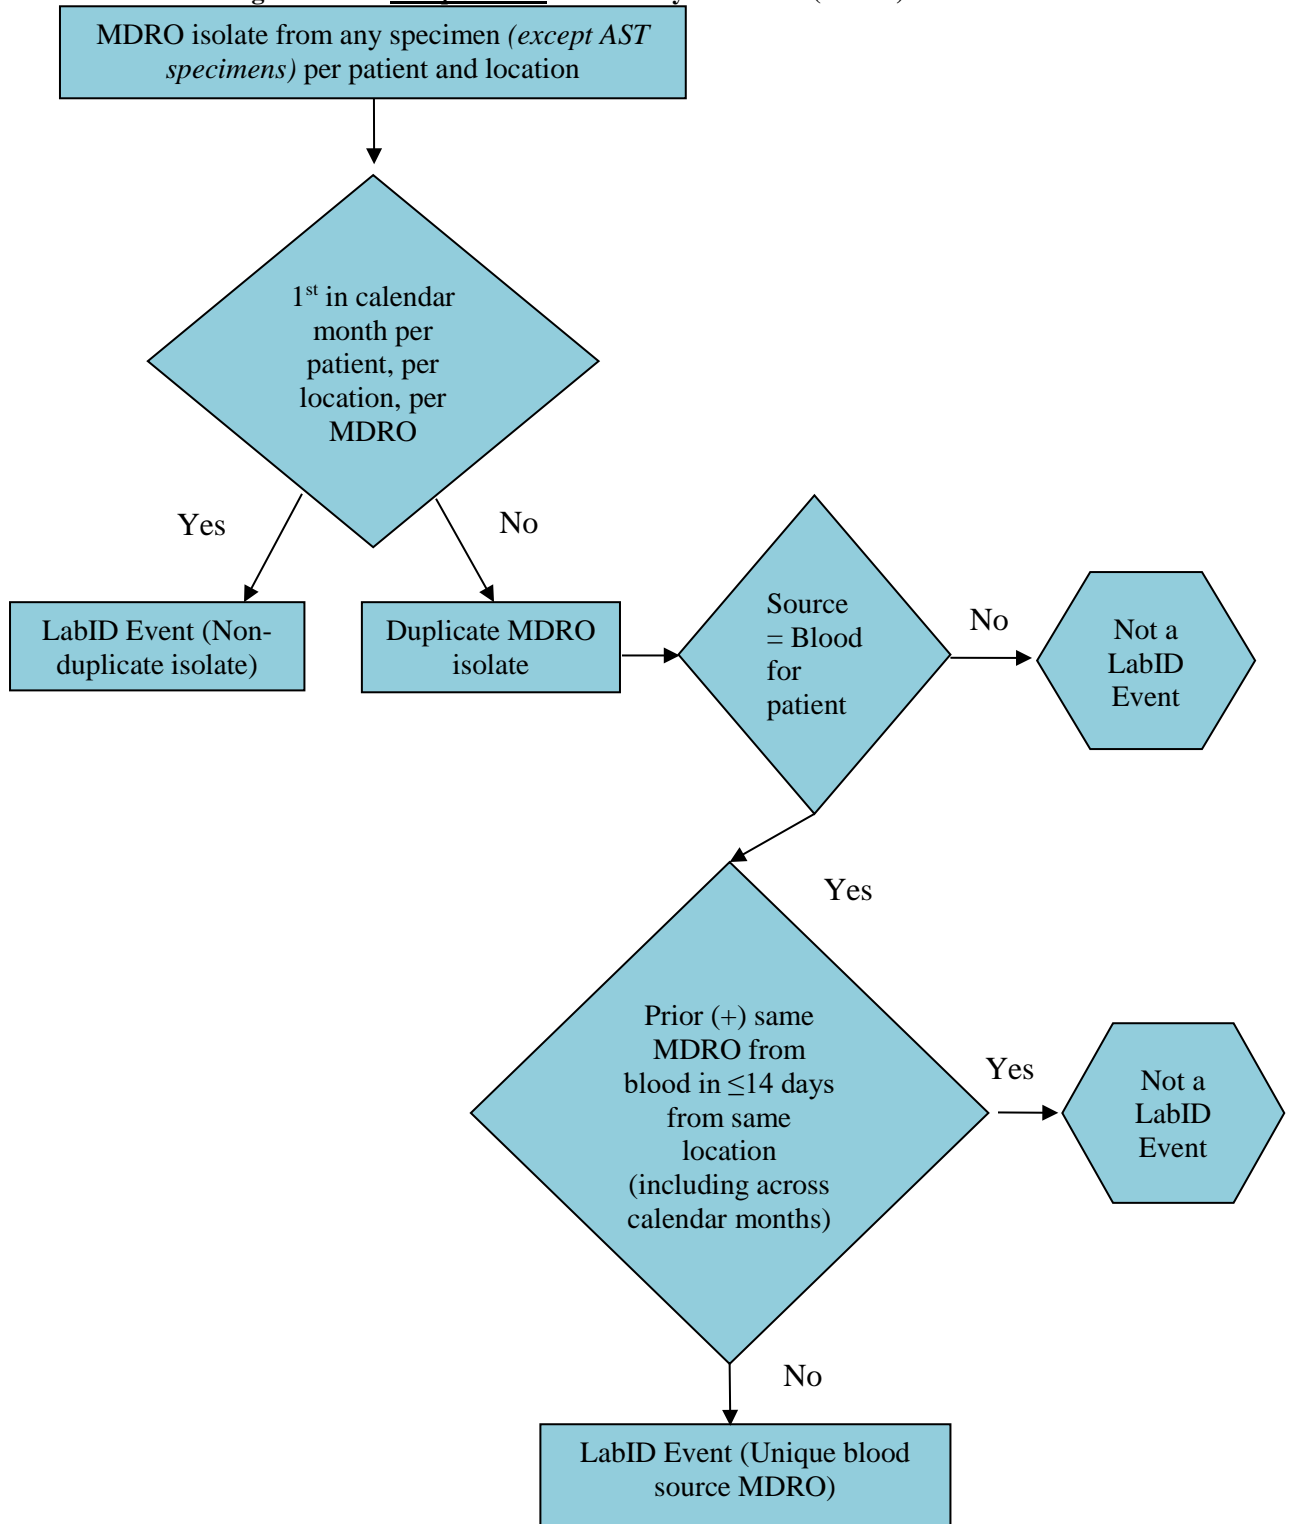 MDRO isolate from any specimen (except AST
specimens) per patient and location
1st in calendar
month per
patient, per
location, per
MDRO
Yes
No
LabID Event (Non-
duplicate isolate)
Duplicate MDRO
isolate
Source
= Blood
for
patient
No
Not a
LabID
Event
Yes
Prior (+) same
MDRO from
blood in ≤14 days
from same
location
(including across
calendar months)
Yes
Not a
LabID
Event
No
LabID Event (Unique blood
source MDRO)